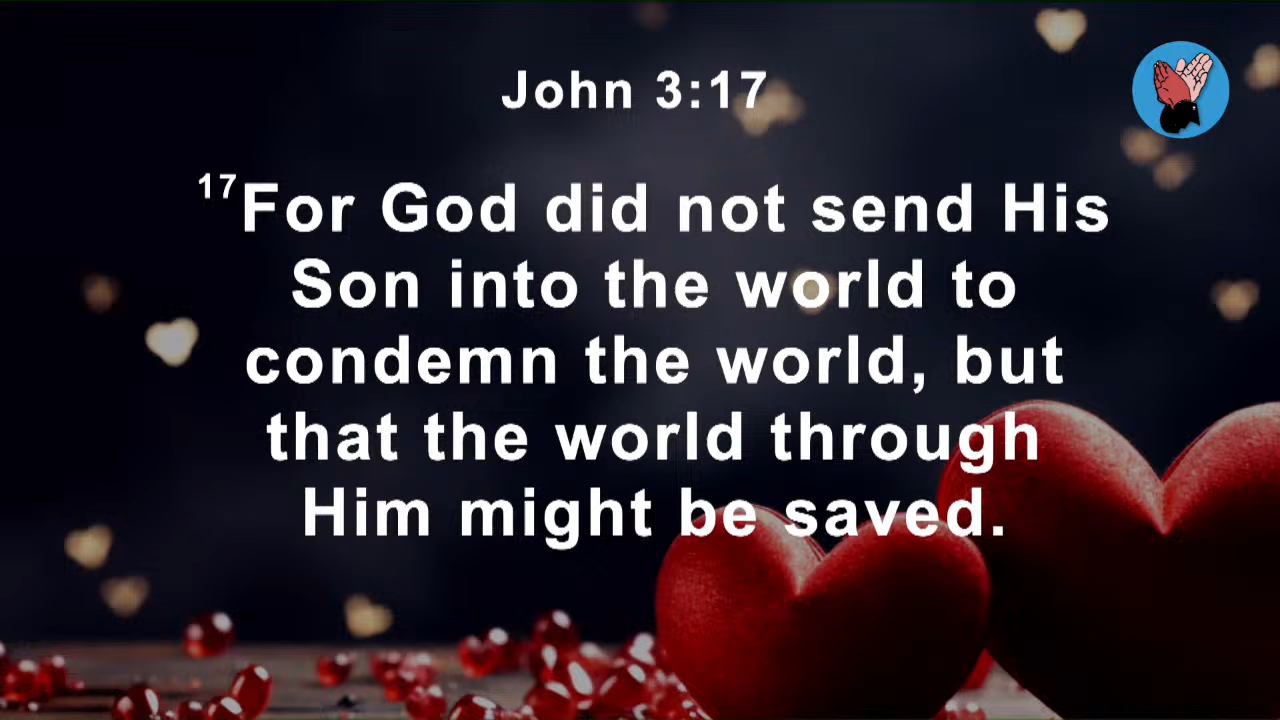 John 3:17
17For God did not send His
Son into the world to
condemn the world, but
that the world through
Him might be saved.